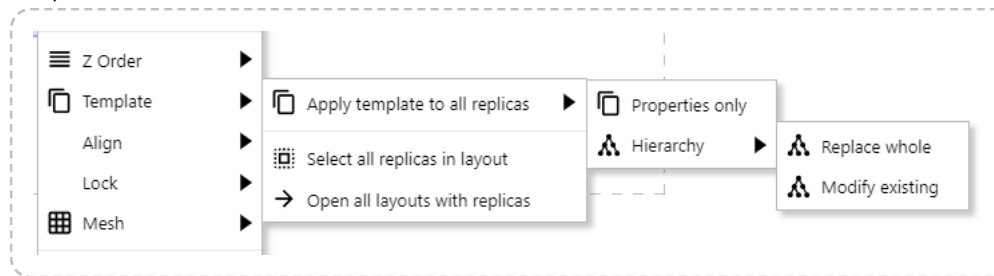 Z Order
Template
Align
Lock
Mesh
Apply template to all replicas
Select all replicas in layout
Open all layouts with replicas
Properties only
Hierarchy
Replace whole
Modify existing